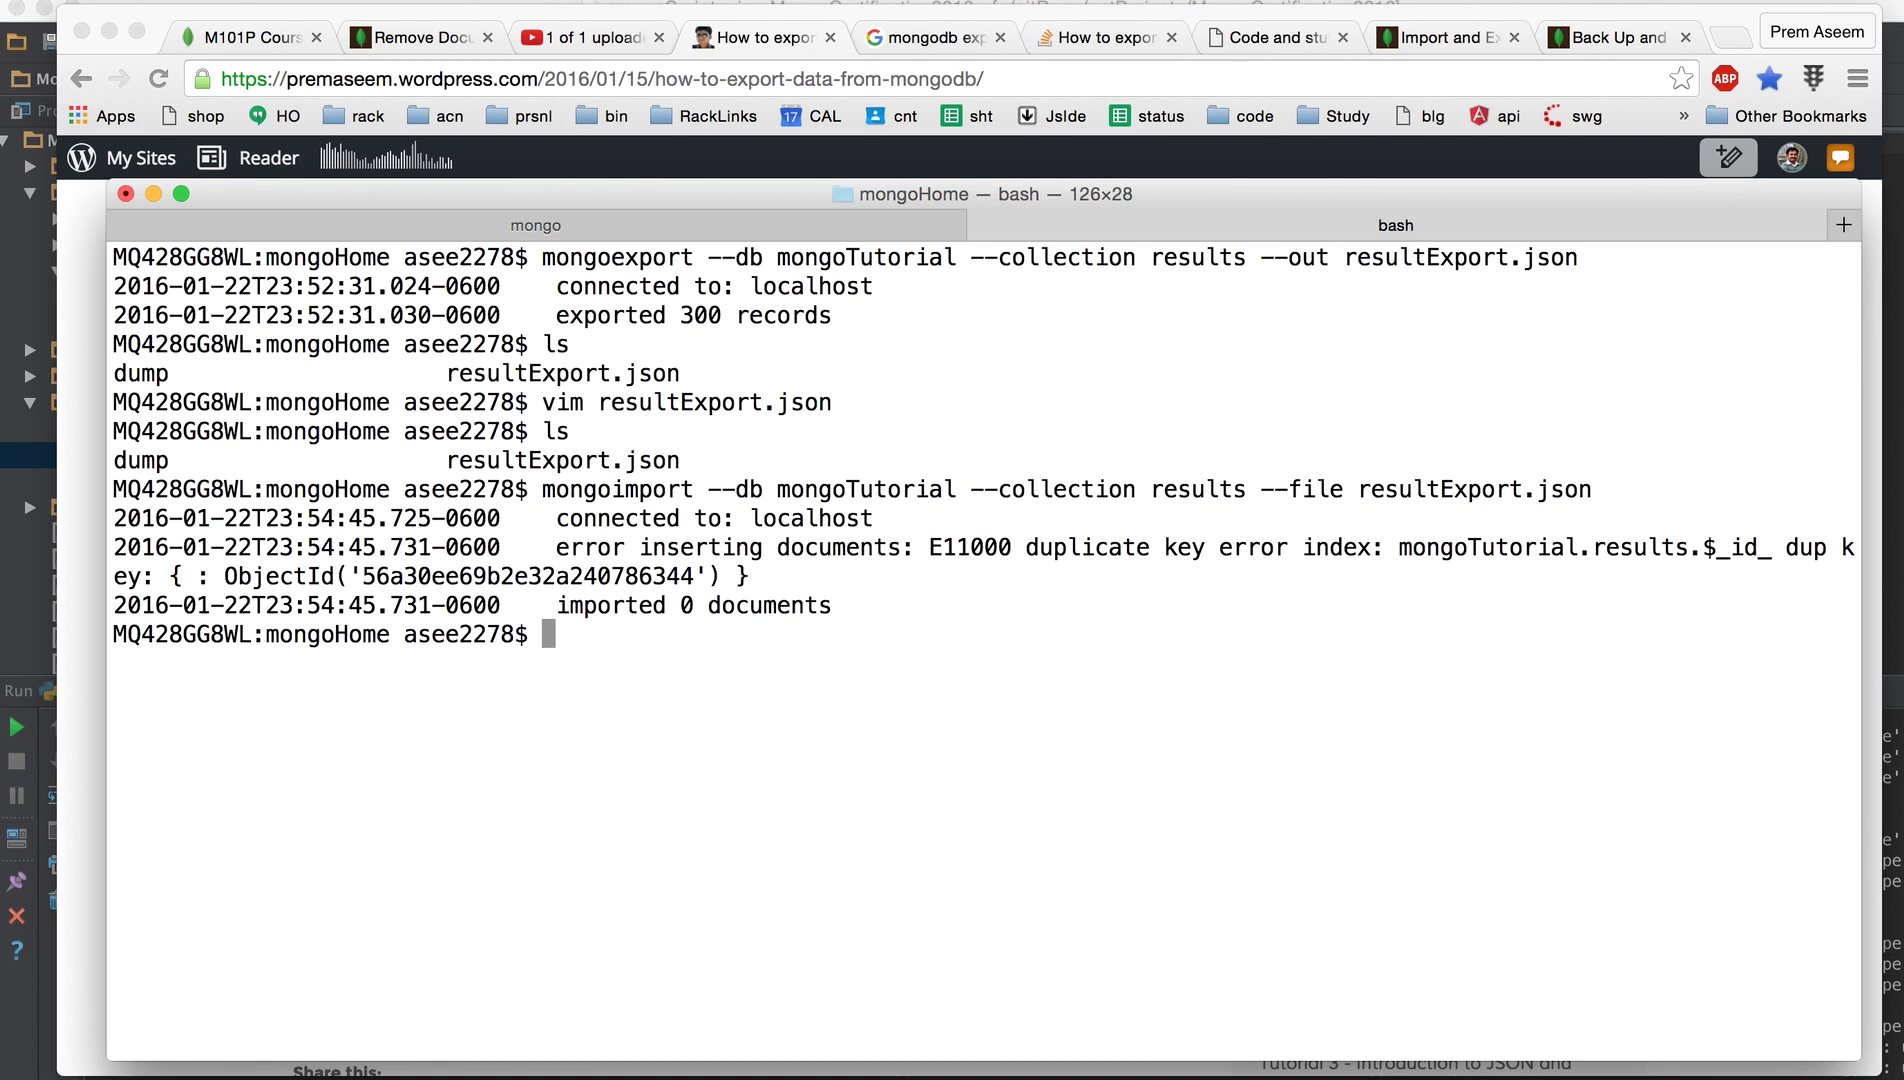 M101P Cours
Remove Docu
1 of 1 upload
How to expor
mongodb exp
How to expor
Code and stu
Import and Ex
Back Up and
Prem Aseem
https://premaseem.wordpress.com/2016/01/15/how-to-export-data-from-mongodb/
ABP
Apps
shop
HO
rack
acn
prsnl
bin
RackLinks
17 CAL
cnt
sht
JsIde
status
code
Study
blg
api
swg
»
Other Bookmarks
My Sites
Reader
mongoHome — bash — 126×28
mongo
bash
MQ428GG8WL:mongoHome asee2278$ mongoexport --db mongoTutorial --collection results --out resultExport.json
2016-01-22T23:52:31.024-0600    connected to: localhost
2016-01-22T23:52:31.030-0600    exported 300 records
MQ428GG8WL:mongoHome asee2278$ ls
dump                    resultExport.json
MQ428GG8WL:mongoHome asee2278$ vim resultExport.json
MQ428GG8WL:mongoHome asee2278$ ls
dump                    resultExport.json
MQ428GG8WL:mongoHome asee2278$ mongoimport --db mongoTutorial --collection results --file resultExport.json
2016-01-22T23:54:45.725-0600    connected to: localhost
2016-01-22T23:54:45.731-0600    error inserting documents: E11000 duplicate key error index: mongoTutorial.results.$_id_ dup k
ey: { : ObjectId('56a30ee69b2e32a240786344') }
2016-01-22T23:54:45.731-0600    imported 0 documents
MQ428GG8WL:mongoHome asee2278$
Run
Share this:
Tutorial 3 - Introduction to JSON and